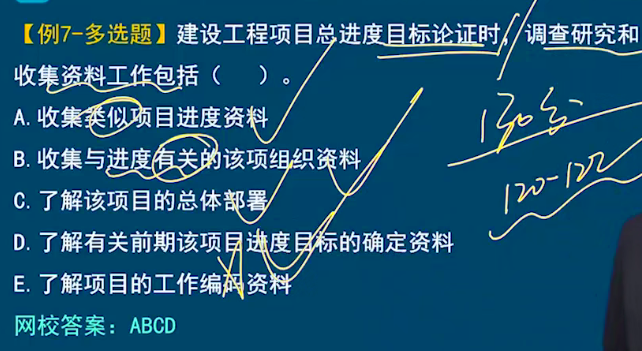 【例7-多选题】建设工程项目总进度目标论证时，调查研究和
收集资料工作包括（ ）。
A.收集类似项目进度资料
B.收集与进度有关的该项组织资料
C.了解该项目的总体部署
D.了解有关前期该项目进度目标的确定资料
E.了解项目的工作编码资料
网校答案：ABCD
120-122